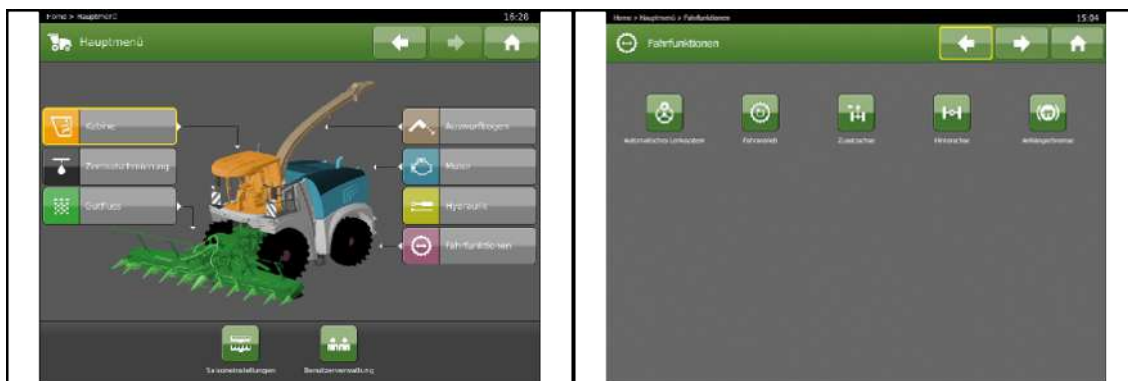 Home > Hauptmenü
16:28
Hauptmenü
Kabine
Zentralschmierung
Gutfluss
Auswurfbogen
Motor
Hydraulik
Fahrfunktionen
Benutzerverwaltung
Home > Hauptmenü > Fahrfunktionen
15:04
Fahrfunktionen
Automatisches Lenksystem
Fahrantrieb
Zusatzachse
Hinterachse
Anhängerbremse